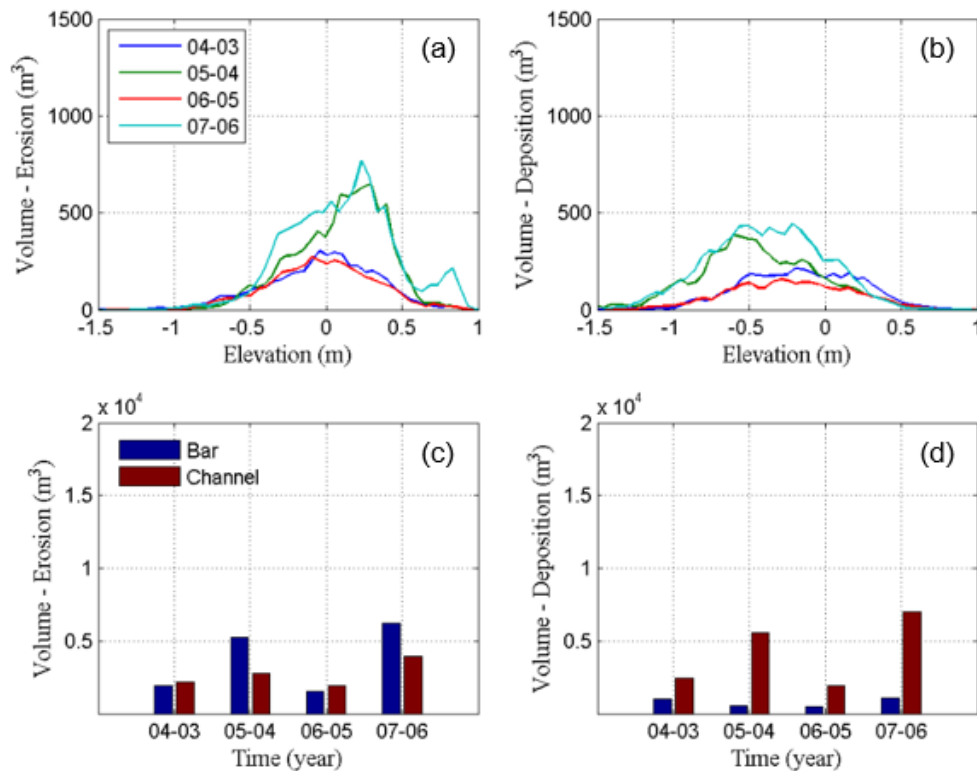 (a)
04-03
05-04
06-05
07-06
Volume - Erosion (m³)
1500
1000
500
0
-1.5 -1 -0.5 0 0.5 1
Elevation (m)
(b)
Volume - Deposition (m³)
1500
1000
500
0
-1.5 -1 -0.5 0 0.5 1
Elevation (m)
(c)
x 10⁴
Bar
Channel
Volume - Erosion (m³)
2
1.5
1
0.5
04-03 05-04 06-05 07-06
Time (year)
(d)
x 10⁴
Volume - Deposition (m³)
2
1.5
1
0.5
04-03 05-04 06-05 07-06
Time (year)